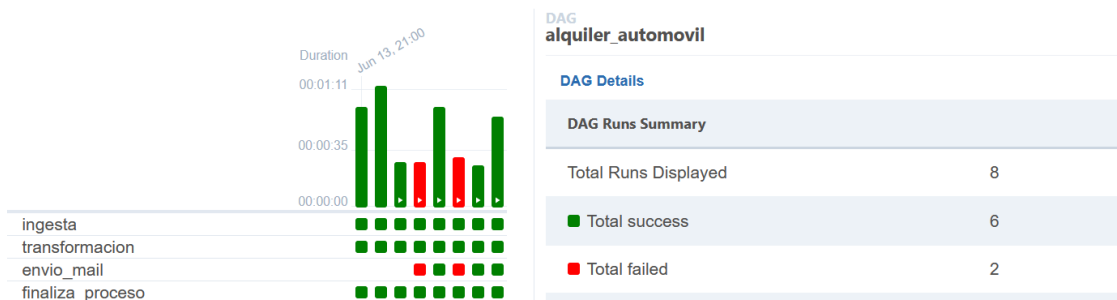 Duration
Jun 13, 21:00
00:01:11
00:00:35
00:00:00
ingesta
transformacion
envio_mail
finaliza_proceso
DAG
alquiler_automovil
DAG Details
DAG Runs Summary
Total Runs Displayed 8
Total success 6
Total failed 2